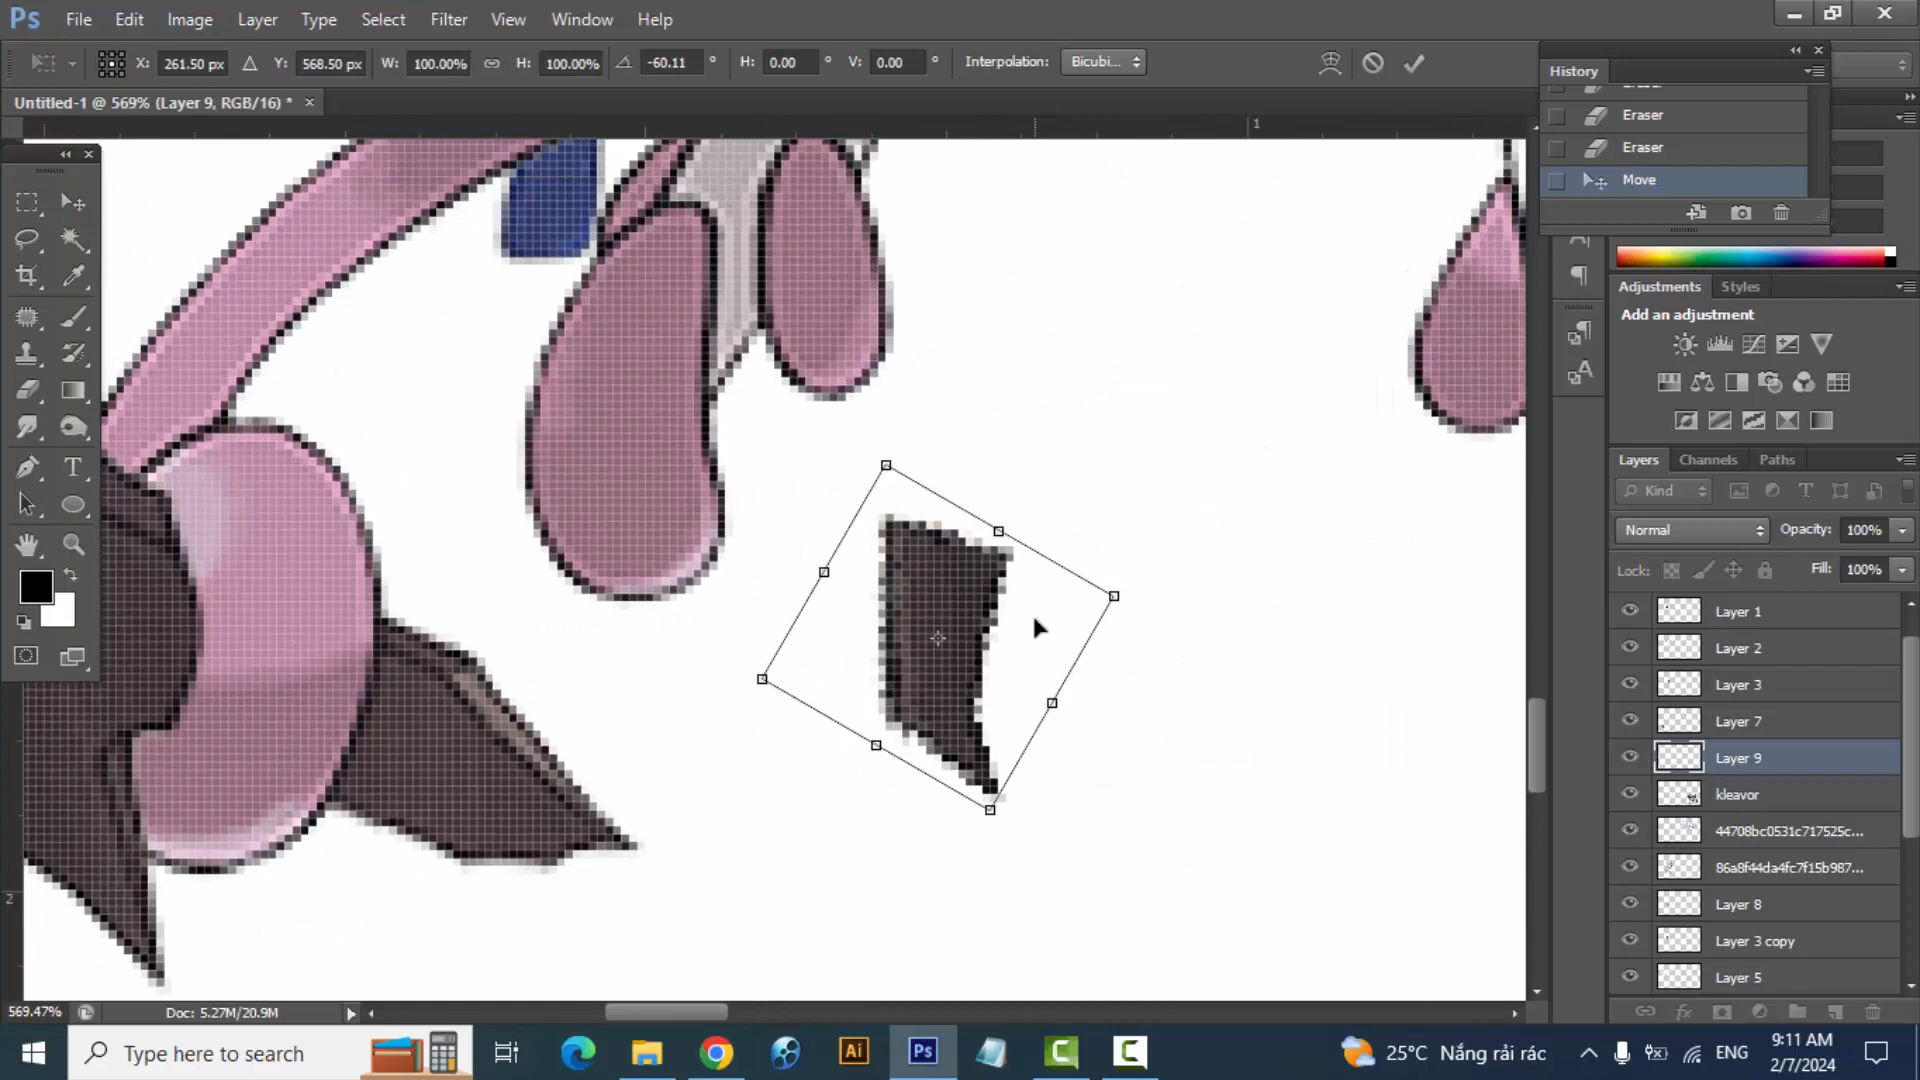 Ps File Edit Image Layer Type Select Filter View Window Help
X: 261.50 px Y: 568.50 px W: 100.00% H: 100.00% -60.11 ° H: 0.00 ° V: 0.00 ° Interpolation: Bicubi...
History
Untitled-1 @ 569% (Layer 9, RGB/16) * ×
Eraser
Eraser
Move
1
Adjustments Styles
Add an adjustment
Layers Channels Paths
Kind
Normal Opacity: 100%
Lock: Fill: 100%
Layer 1
Layer 2
Layer 3
Layer 7
Layer 9
kleavor
44708bc0531c717525c...
86a8f44da4fc7f15b987...
Layer 8
Layer 3 copy
Layer 5
2
569.47% Doc: 5.27M/20.9M
Type here to search
Ai Ps
25°C Nắng rải rác ENG
9:11 AM
2/7/2024